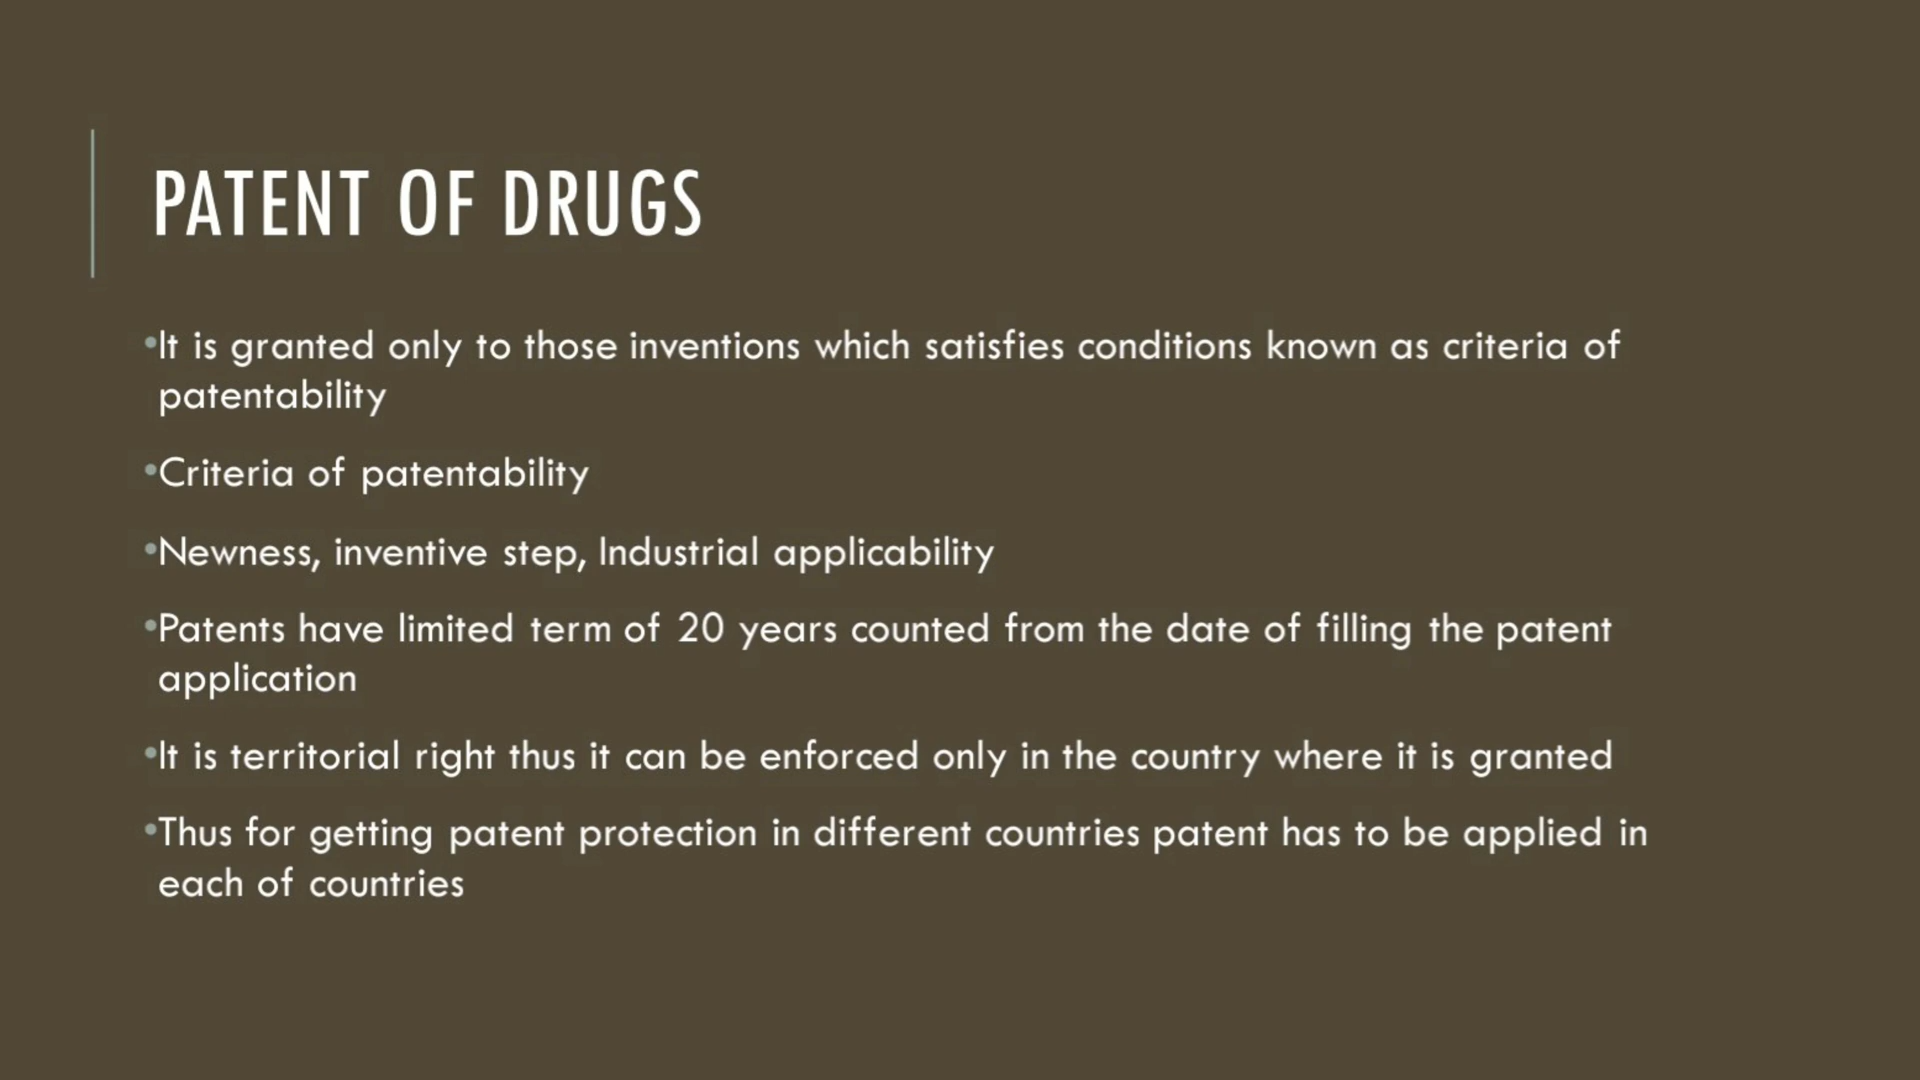 PATENT OF DRUGS
•It is granted only to those inventions which satisfies conditions known as criteria of
patentability
•Criteria of patentability
•Newness, inventive step, Industrial applicability
•Patents have limited term of 20 years counted from the date of filling the patent
application
•It is territorial right thus it can be enforced only in the country where it is granted
•Thus for getting patent protection in different countries patent has to be applied in
each of countries